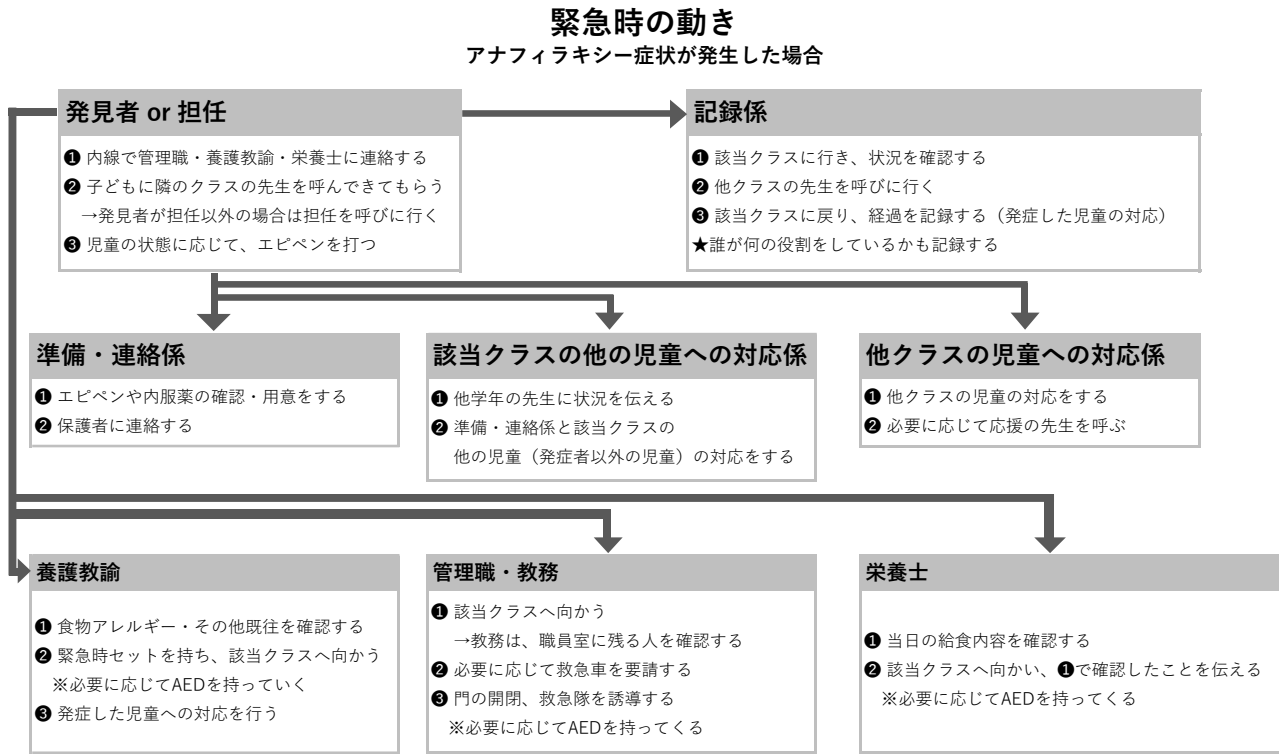 緊急時の動き
アナフィラキシー症状が発生した場合
発見者 or 担任
❶ 内線で管理職・養護教諭・栄養士に連絡する
❷ 子どもに隣のクラスの先生を呼んできてもらう
→発見者が担任以外の場合は担任を呼びに行く
❸ 児童の状態に応じて、エピペンを打つ
記録係
❶ 該当クラスに行き、状況を確認する
❷ 他クラスの先生を呼びに行く
❸ 該当クラスに戻り、経過を記録する（発症した児童の対応）
★誰が何の役割をしているかも記録する
準備・連絡係
❶ エピペンや内服薬の確認・用意をする
❷ 保護者に連絡する
該当クラスの他の児童への対応係
❶ 他学年の先生に状況を伝える
❷ 準備・連絡係と該当クラスの
他の児童（発症者以外の児童）の対応をする
他クラスの児童への対応係
❶ 他クラスの児童の対応をする
❷ 必要に応じて応援の先生を呼ぶ
養護教諭
❶ 食物アレルギー・その他既往を確認する
❷ 緊急時セットを持ち、該当クラスへ向かう
※必要に応じてAEDを持っていく
❸ 発症した児童への対応を行う
管理職・教務
❶ 該当クラスへ向かう
→教務は、職員室に残る人を確認する
❷ 必要に応じて救急車を要請する
❸ 門の開閉、救急隊を誘導する
※必要に応じてAEDを持ってくる
栄養士
❶ 当日の給食内容を確認する
❷ 該当クラスへ向かい、❶で確認したことを伝える
※必要に応じてAEDを持ってくる